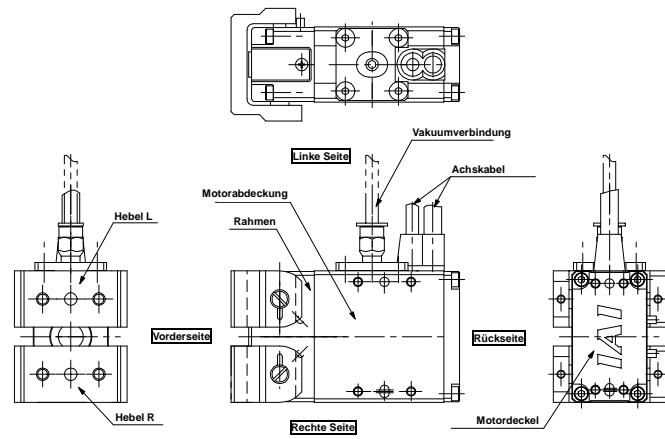 Vakuumverbindung
Linke Seite
Achskabel
Motorabdeckung
Hebel L
Rahmen
Vorderseite
Rückseite
IAI
Hebel R
Motordeckel
Rechte Seite